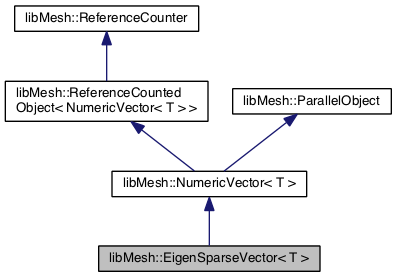 libMesh::ReferenceCounter
libMesh::ReferenceCounted
Object< NumericVector< T > >
libMesh::ParallelObject
libMesh::NumericVector< T >
libMesh::EigenSparseVector< T >